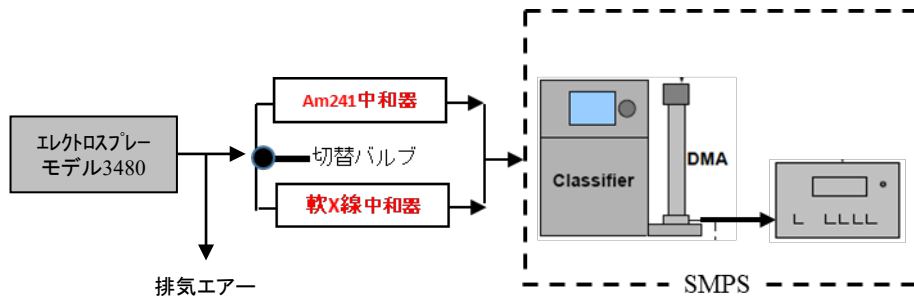 エレクトロスプレー
モデル3480
排気エアー
Am241中和器
切替バルブ
軟X線中和器
Classifier
DMA
SMPS